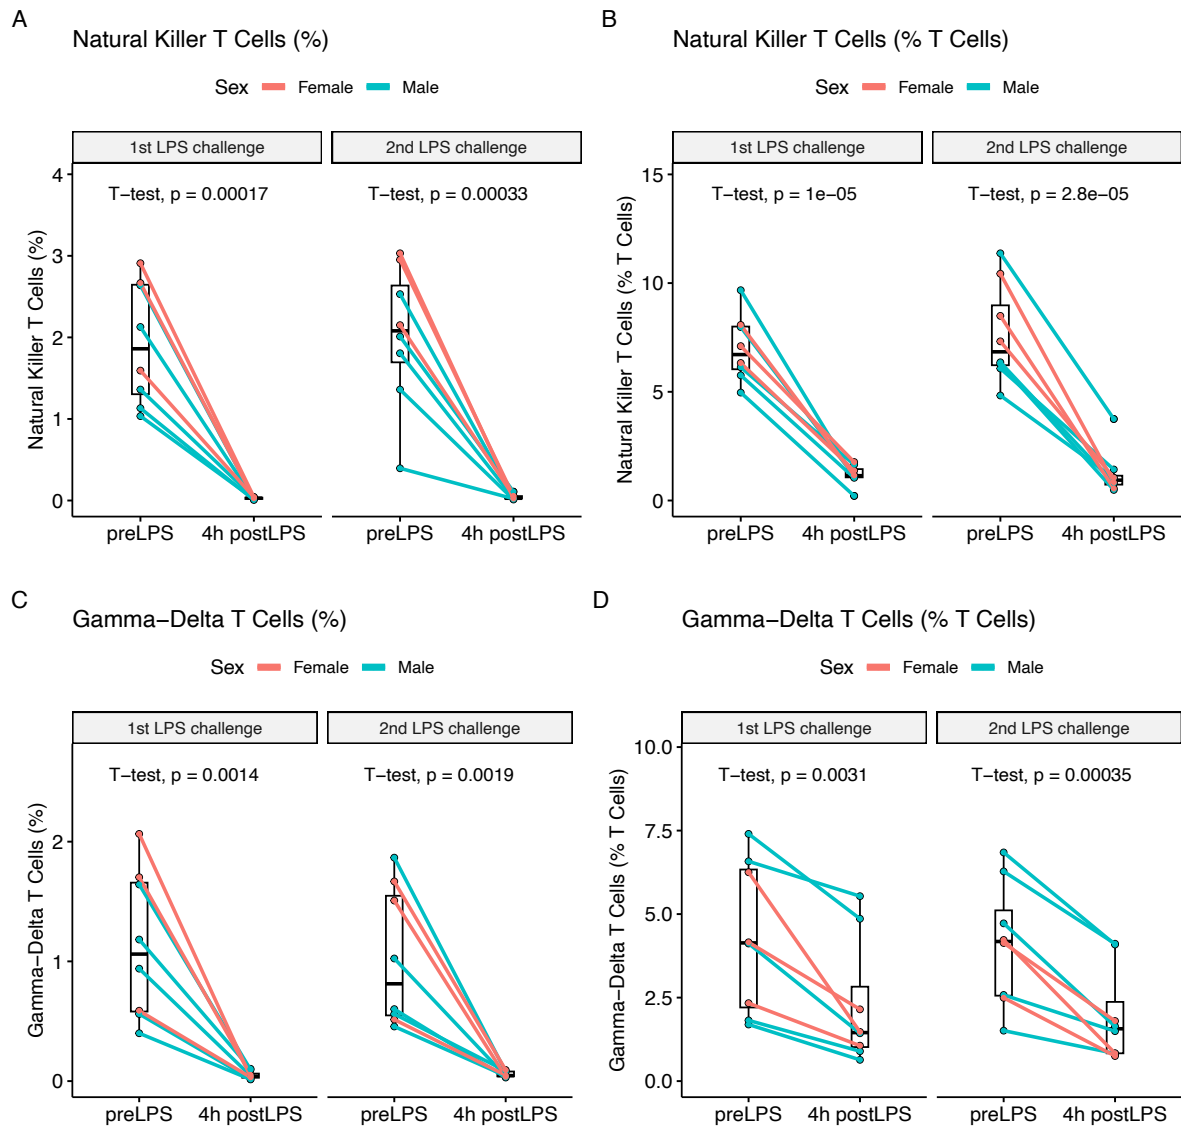 A
Natural Killer T Cells (%)
Sex Female Male
1st LPS challenge 2nd LPS challenge
T−test, p = 0.00017 T−test, p = 0.00033
Natural Killer T Cells (%)
4
3
2
1
0
preLPS 4h postLPS preLPS 4h postLPS
B
Natural Killer T Cells (% T Cells)
Sex Female Male
1st LPS challenge 2nd LPS challenge
T−test, p = 1e−05 T−test, p = 2.8e−05
Natural Killer T Cells (% T Cells)
15
10
5
0
preLPS 4h postLPS preLPS 4h postLPS
C
Gamma−Delta T Cells (%)
Sex Female Male
1st LPS challenge 2nd LPS challenge
T−test, p = 0.0014 T−test, p = 0.0019
Gamma−Delta T Cells (%)
2
1
0
preLPS 4h postLPS preLPS 4h postLPS
D
Gamma−Delta T Cells (% T Cells)
Sex Female Male
1st LPS challenge 2nd LPS challenge
T−test, p = 0.0031 T−test, p = 0.00035
Gamma−Delta T Cells (% T Cells)
10.0
7.5
5.0
2.5
0.0
preLPS 4h postLPS preLPS 4h postLPS